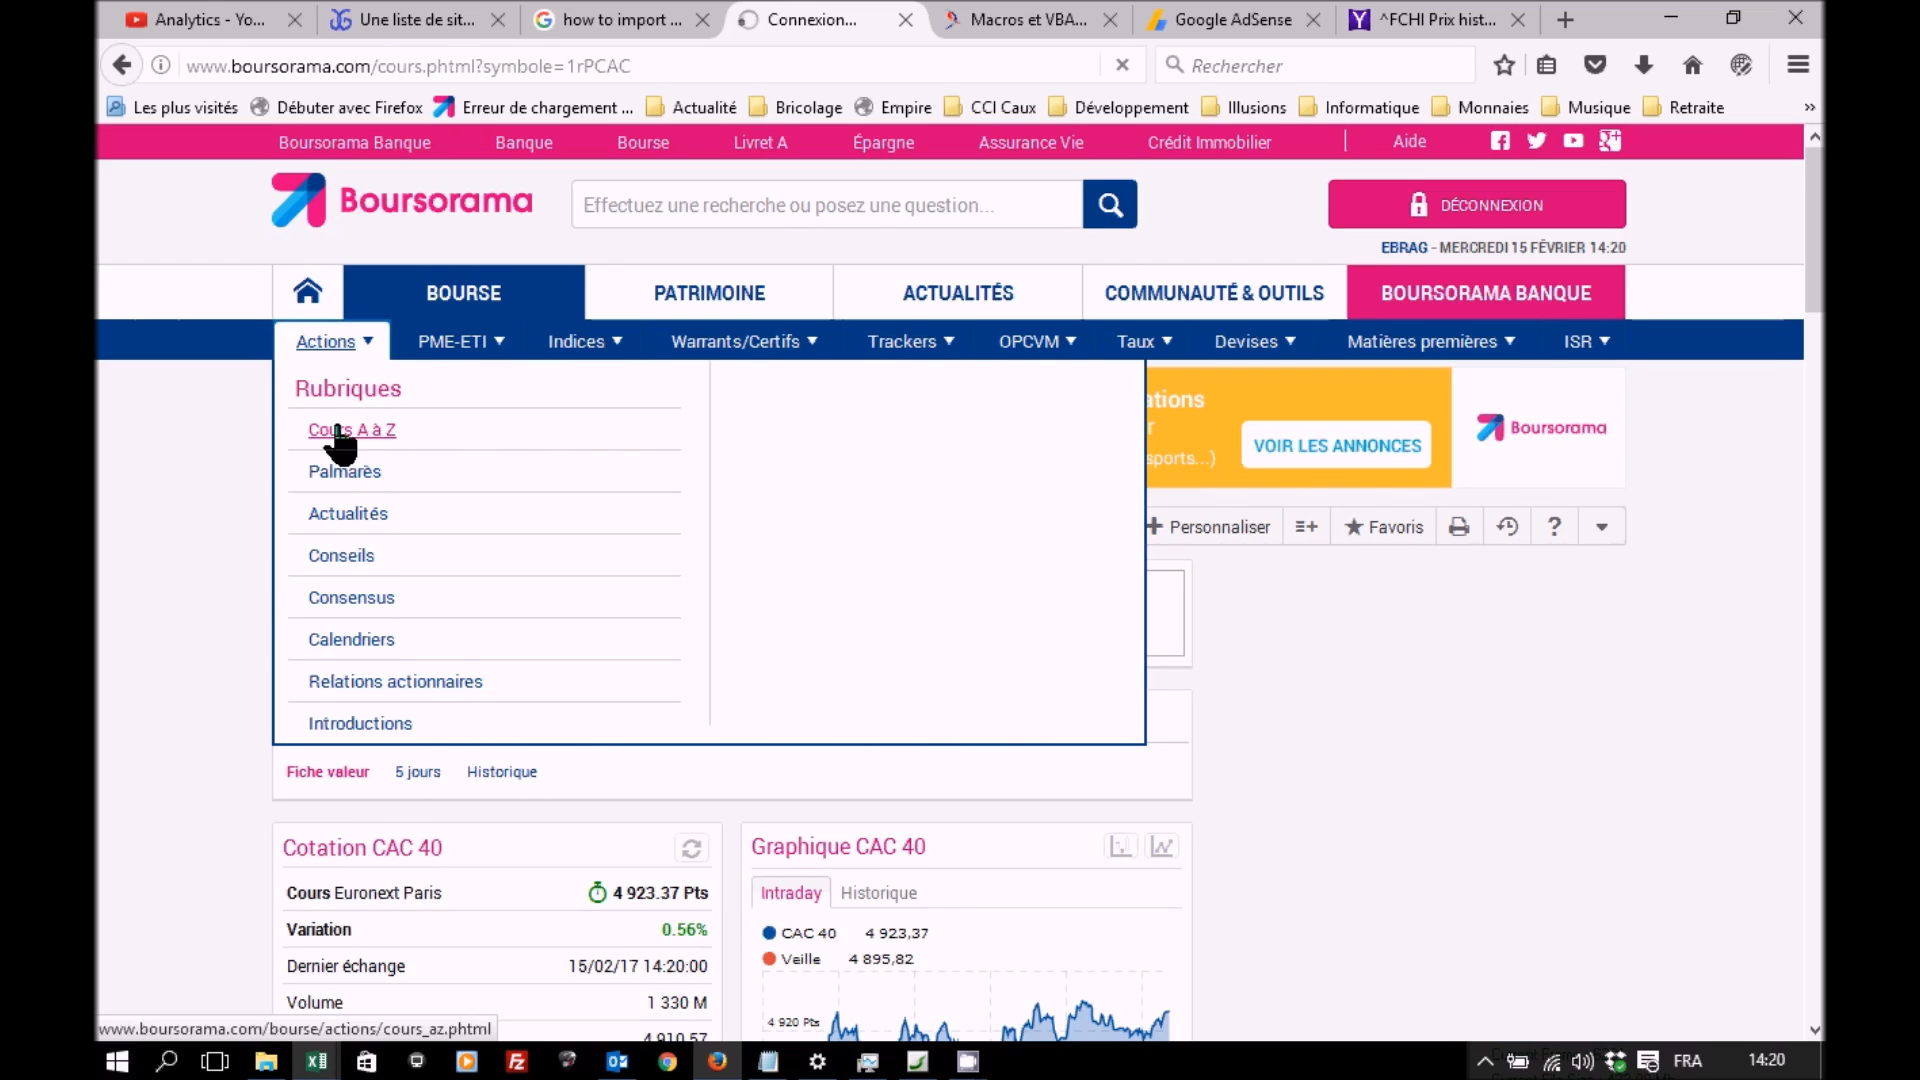 Analytics - Yo...
Une liste de sit...
how to import ...
Connexion...
Macros et VBA...
Google AdSense
^FCHI Prix hist...
www.boursorama.com/cours.phtml?symbole=1rPCAC
Rechercher
Les plus visités
Débuter avec Firefox
Erreur de chargement ...
Actualité
Bricolage
Empire
CCI Caux
Développement
Illusions
Informatique
Monnaies
Musique
Retraite
Boursorama Banque
Banque
Bourse
Livret A
Épargne
Assurance Vie
Crédit Immobilier
Aide
Boursorama
Effectuez une recherche ou posez une question...
DÉCONNEXION
EBRAG - MERCREDI 15 FÉVRIER 14:20
BOURSE
PATRIMOINE
ACTUALITÉS
COMMUNAUTÉ & OUTILS
BOURSORAMA BANQUE
Actions
PME-ETI
Indices
Warrants/Certifs
Trackers
OPCVM
Taux
Devises
Matières premières
ISR
Rubriques
Cours A à Z
Palmarès
Actualités
Conseils
Consensus
Calendriers
Relations actionnaires
Introductions
ations
r
sports...)
VOIR LES ANNONCES
Boursorama
Personnaliser
Favoris
?
Fiche valeur
5 jours
Historique
Cotation CAC 40
Cours Euronext Paris 4 923.37 Pts
Variation 0.56%
Dernier échange 15/02/17 14:20:00
Volume 1 330 M
Graphique CAC 40
Intraday
Historique
CAC 40 4 923,37
Veille 4 895,82
4 920 Pts
www.boursorama.com/bourse/actions/cours_az.phtml
FRA
14:20